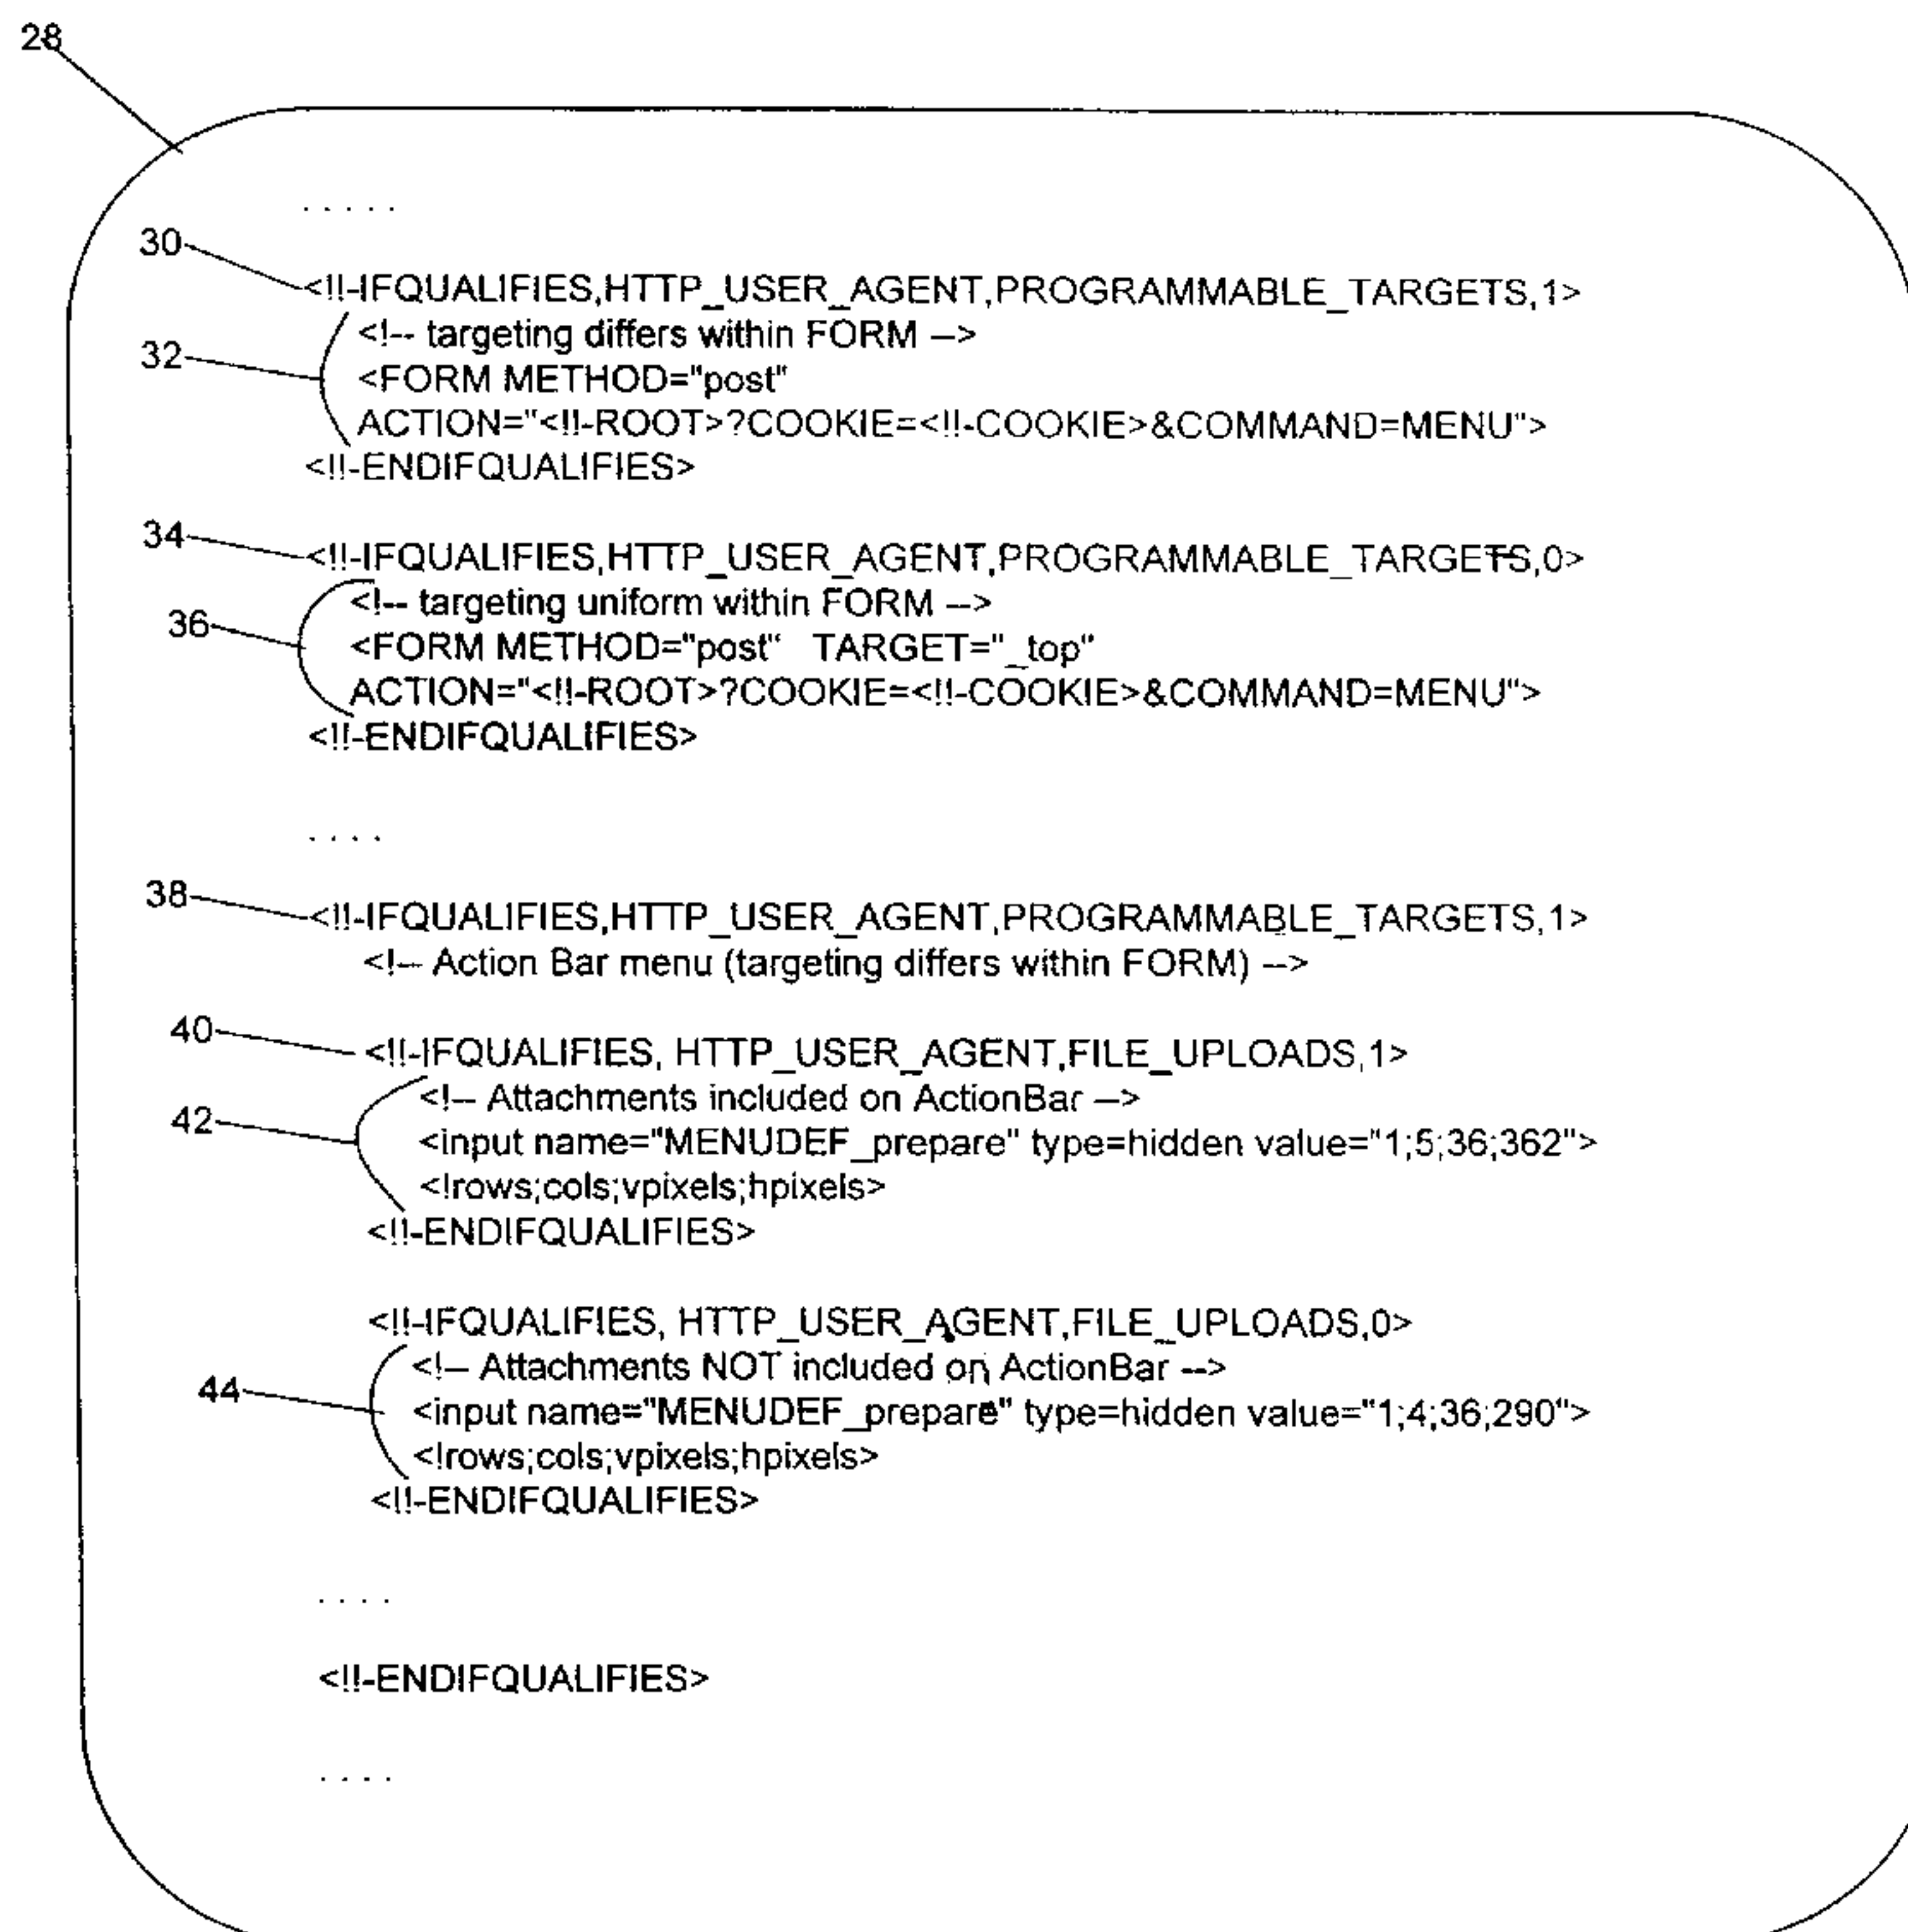 28
. . . . .
30
<!!-IFQUALIFIES,HTTP_USER_AGENT,PROGRAMMABLE_TARGETS,1>
<!-- targeting differs within FORM -->
32
<FORM METHOD="post"
ACTION="<!!-ROOT>?COOKIE=<!!-COOKIE>&COMMAND=MENU">
<!!-ENDIFQUALIFIES>
34
<!!-IFQUALIFIES,HTTP_USER_AGENT,PROGRAMMABLE_TARGETS,0>
<!-- targeting uniform within FORM -->
36
<FORM METHOD="post" TARGET="_top"
ACTION="<!!-ROOT>?COOKIE=<!!-COOKIE>&COMMAND=MENU">
<!!-ENDIFQUALIFIES>
. . . .
38
<!!-IFQUALIFIES,HTTP_USER_AGENT,PROGRAMMABLE_TARGETS,1>
<!-- Action Bar menu (targeting differs within FORM) -->
40
<!!-IFQUALIFIES, HTTP_USER_AGENT,FILE_UPLOADS,1>
<!-- Attachments included on ActionBar -->
42
<input name="MENUDEF_prepare" type=hidden value="1;5;36;362">
<!rows;cols;vpixels;hpixels>
<!!-ENDIFQUALIFIES>
<!!-IFQUALIFIES, HTTP_USER_AGENT,FILE_UPLOADS,0>
<!-- Attachments NOT included on ActionBar -->
44
<input name="MENUDEF_prepare" type=hidden value="1;4;36;290">
<!rows;cols;vpixels;hpixels>
<!!-ENDIFQUALIFIES>
. . . .
<!!-ENDIFQUALIFIES>
. . . .